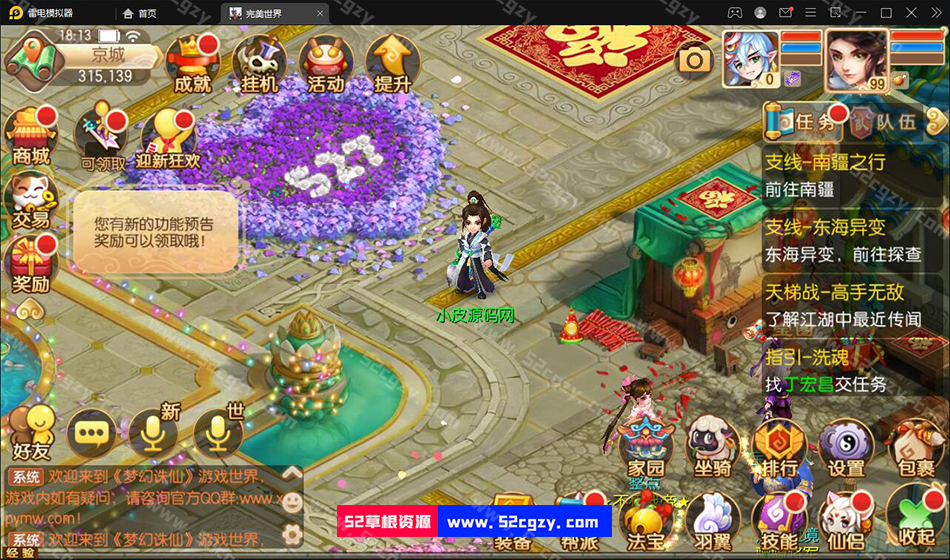 雷电模拟器
首页
完美世界
18:13
京城
315,139
成就
挂机
活动
提升
0
99
商城
可领取
迎新狂欢
任务
队伍
交易
您有新的功能预告
奖励可以领取哦！
奖励
支线-南疆之行
前往南疆
支线-东海异变
东海异变，前往探查
天梯战-高手无敌
了解江湖中最近传闻
指引-洗魂
找丁宏昌交任务
小皮源码网
好友
新
世
家园
坐骑
排行
设置
包裹
整点
系统 欢迎来到《梦幻诛仙》游戏世界，
游戏内如有疑问；请咨询官方QQ群:www.x
pymw.com!
系统 欢迎来到《梦幻诛仙》游戏世界，
经验
装备
帮派
法宝
羽翼
技能
仙侣
收起
52草根资源 www.52cgzy.com
52cgzy.com